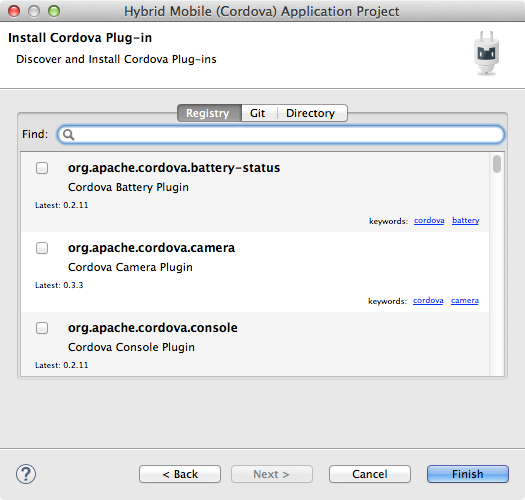 Hybrid Mobile (Cordova) Application Project
Install Cordova Plug-in
Discover and Install Cordova Plug-ins
Registry Git Directory
Find:
org.apache.cordova.battery-status
Cordova Battery Plugin
Latest: 0.2.11
keywords: cordova battery
org.apache.cordova.camera
Cordova Camera Plugin
Latest: 0.3.3
keywords: cordova camera
org.apache.cordova.console
Cordova Console Plugin
Latest: 0.2.11
? < Back Next > Cancel Finish